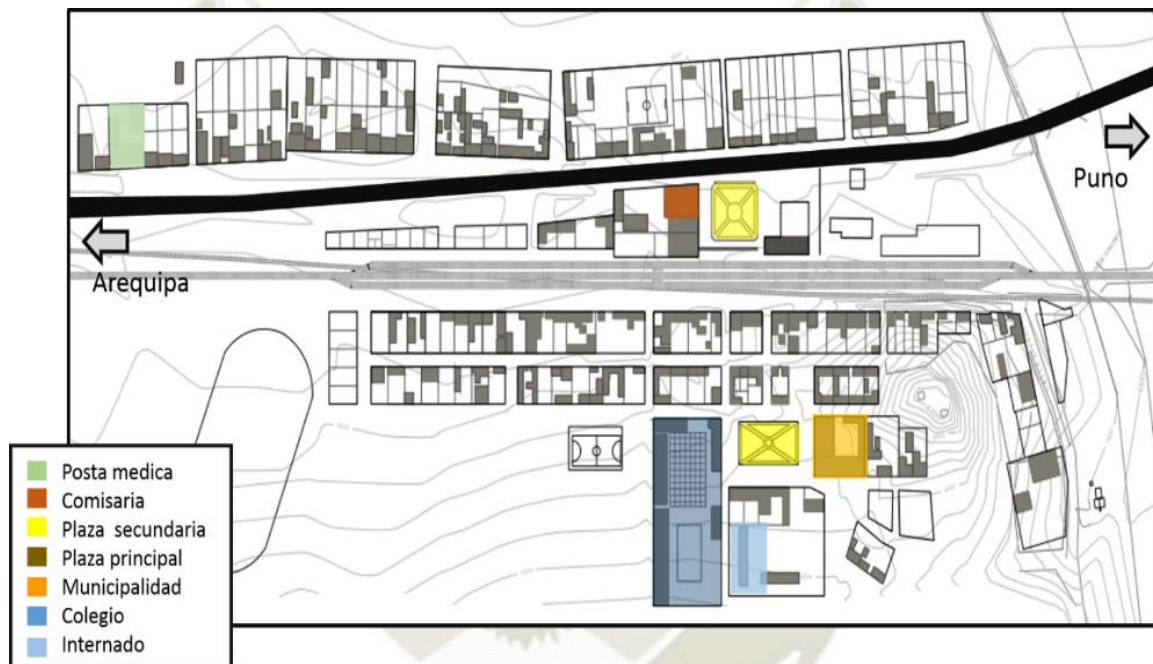 Puno
Arequipa
Posta medica
Comisaria
Plaza secundaria
Plaza principal
Municipalidad
Colegio
Internado